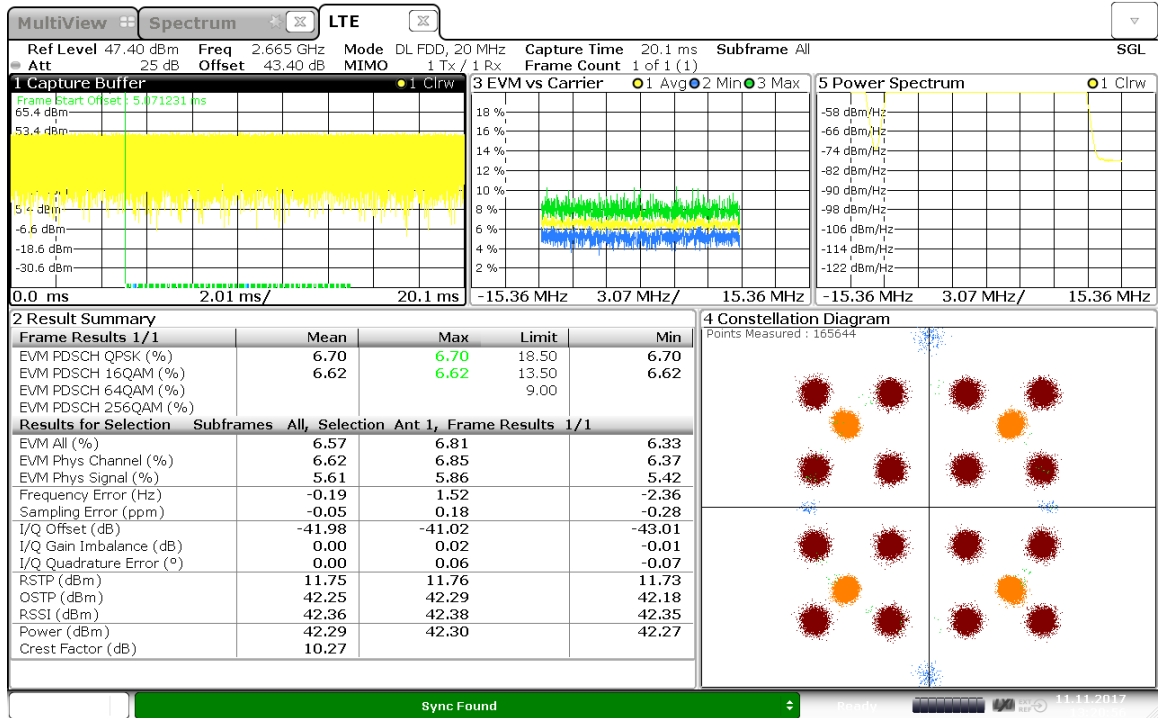 MultiView Spectrum LTE
Ref Level 47.40 dBm Freq 2.665 GHz Mode DL FDD, 20 MHz Capture Time 20.1 ms Subframe All SGL
Att 25 dB Offset 43.40 dB MIMO 1 Tx / 1 Rx Frame Count 1 of 1 (1)
1 Capture Buffer 1 Clrw
Frame Start Offset : 5.071231 ms
65.4 dBm
53.4 dBm
5.4 dBm
-6.6 dBm
-18.6 dBm
-30.6 dBm
0.0 ms 2.01 ms/ 20.1 ms
3 EVM vs Carrier 1 Avg 2 Min 3 Max
18 %
16 %
14 %
12 %
10 %
8 %
6 %
4 %
2 %
-15.36 MHz 3.07 MHz/ 15.36 MHz
5 Power Spectrum 1 Clrw
-58 dBm/Hz
-66 dBm/Hz
-74 dBm/Hz
-82 dBm/Hz
-90 dBm/Hz
-98 dBm/Hz
-106 dBm/Hz
-114 dBm/Hz
-122 dBm/Hz
-15.36 MHz 3.07 MHz/ 15.36 MHz
2 Result Summary
Frame Results 1/1 Mean Max Limit Min
EVM PDSCH QPSK (%) 6.70 6.70 18.50 6.70
EVM PDSCH 16QAM (%) 6.62 6.62 13.50 6.62
EVM PDSCH 64QAM (%) 9.00
EVM PDSCH 256QAM (%)
Results for Selection Subframes All, Selection Ant 1, Frame Results 1/1
EVM All (%) 6.57 6.81 6.33
EVM Phys Channel (%) 6.62 6.85 6.37
EVM Phys Signal (%) 5.61 5.86 5.42
Frequency Error (Hz) -0.19 1.52 -2.36
Sampling Error (ppm) -0.05 0.18 -0.28
I/Q Offset (dB) -41.98 -41.02 -43.01
I/Q Gain Imbalance (dB) 0.00 0.02 -0.01
I/Q Quadrature Error (°) 0.00 0.06 -0.07
RSTP (dBm) 11.75 11.76 11.73
OSTP (dBm) 42.25 42.29 42.18
RSSI (dBm) 42.36 42.38 42.35
Power (dBm) 42.29 42.30 42.27
Crest Factor (dB) 10.27
4 Constellation Diagram
Points Measured : 165644
Sync Found
Ready
LXI
11.11.2017